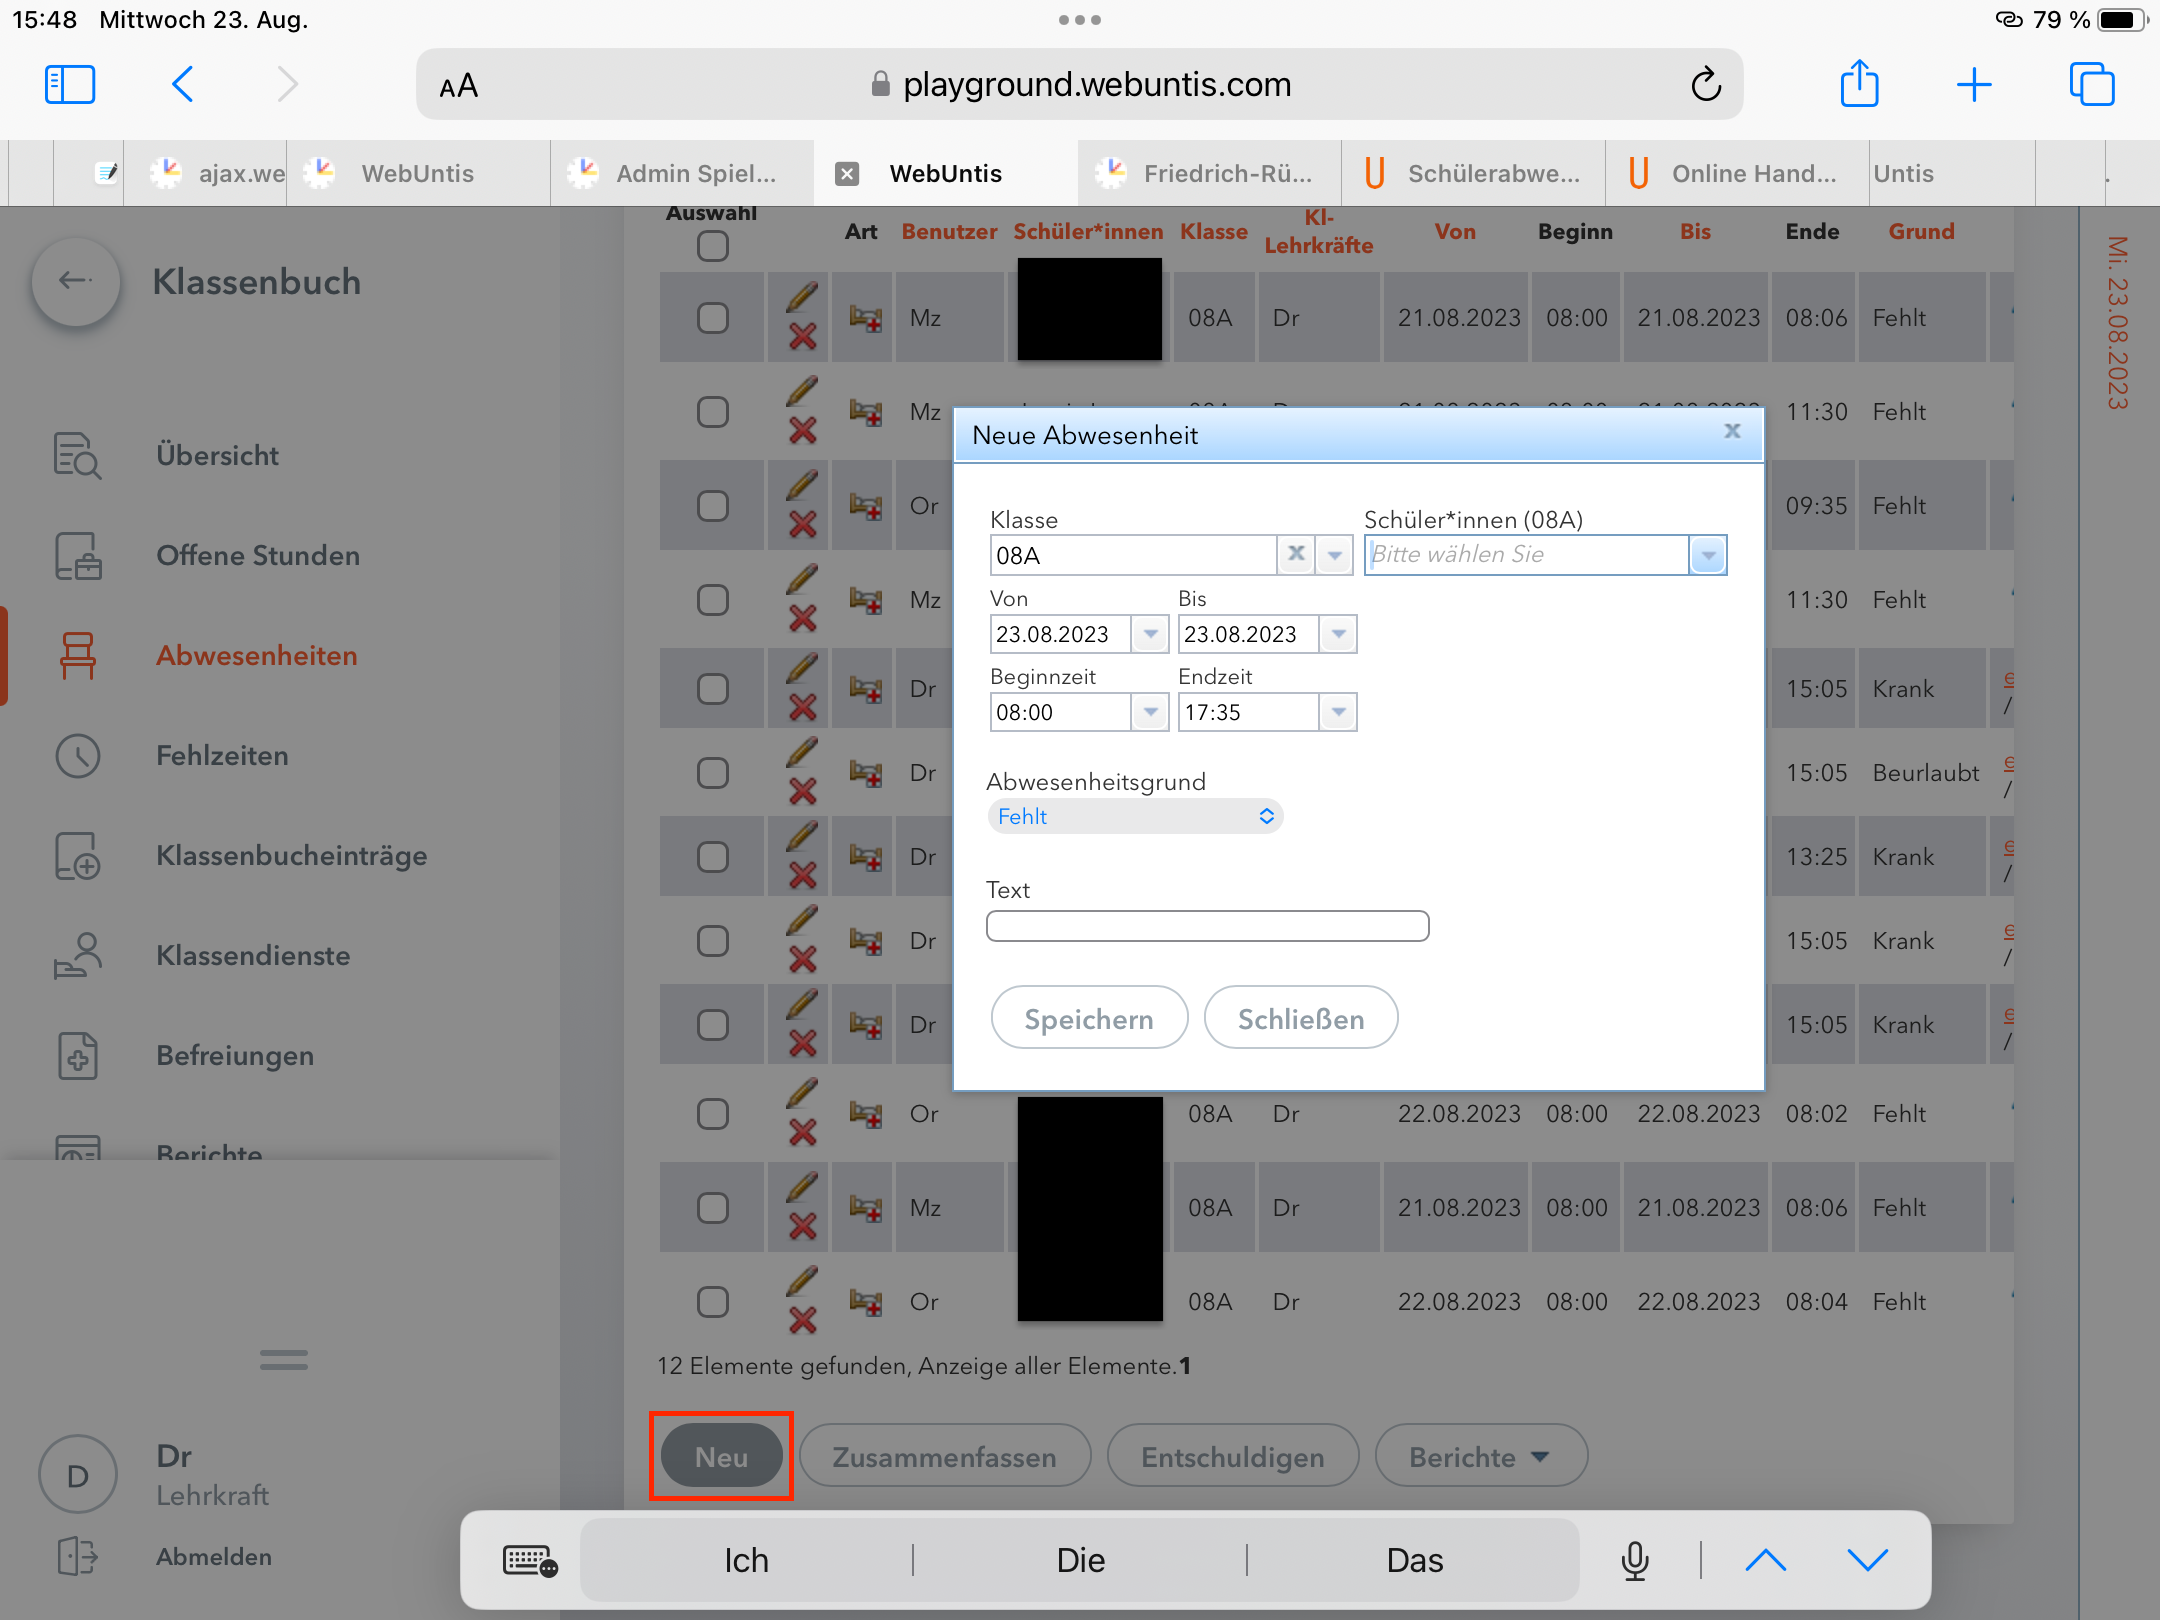 15:48 Mittwoch 23. Aug.
79 %
AA
playground.webuntis.com
ajax.we
WebUntis
Admin Spiel...
WebUntis
Friedrich-Rü...
Schülerabwe...
Online Hand...
Untis
Klassenbuch
Übersicht
Offene Stunden
Abwesenheiten
Fehlzeiten
Klassenbucheinträge
Klassendienste
Befreiungen
Berichte
D
Dr
Lehrkraft
Abmelden
Auswahl Art Benutzer Schüler*innen Klasse Kl-Lehrkräfte Von Beginn Bis Ende Grund
Mz 08A Dr 21.08.2023 08:00 21.08.2023 08:06 Fehlt
Mz 11:30 Fehlt
Or 09:35 Fehlt
Mz 11:30 Fehlt
Dr 15:05 Krank e /
Dr 15:05 Beurlaubt e /
Dr 13:25 Krank e /
Dr 15:05 Krank e /
Dr 15:05 Krank e /
Or 08A Dr 22.08.2023 08:00 22.08.2023 08:02 Fehlt
Mz 08A Dr 21.08.2023 08:00 21.08.2023 08:06 Fehlt
Or 08A Dr 22.08.2023 08:00 22.08.2023 08:04 Fehlt
12 Elemente gefunden, Anzeige aller Elemente.1
Neu
Zusammenfassen
Entschuldigen
Berichte
Neue Abwesenheit
x
Klasse
08A
x
Schüler*innen (08A)
Bitte wählen Sie
Von
23.08.2023
Bis
23.08.2023
Beginnzeit
08:00
Endzeit
17:35
Abwesenheitsgrund
Fehlt
Text
Speichern
Schließen
Mi. 23.08.2023
Ich
Die
Das